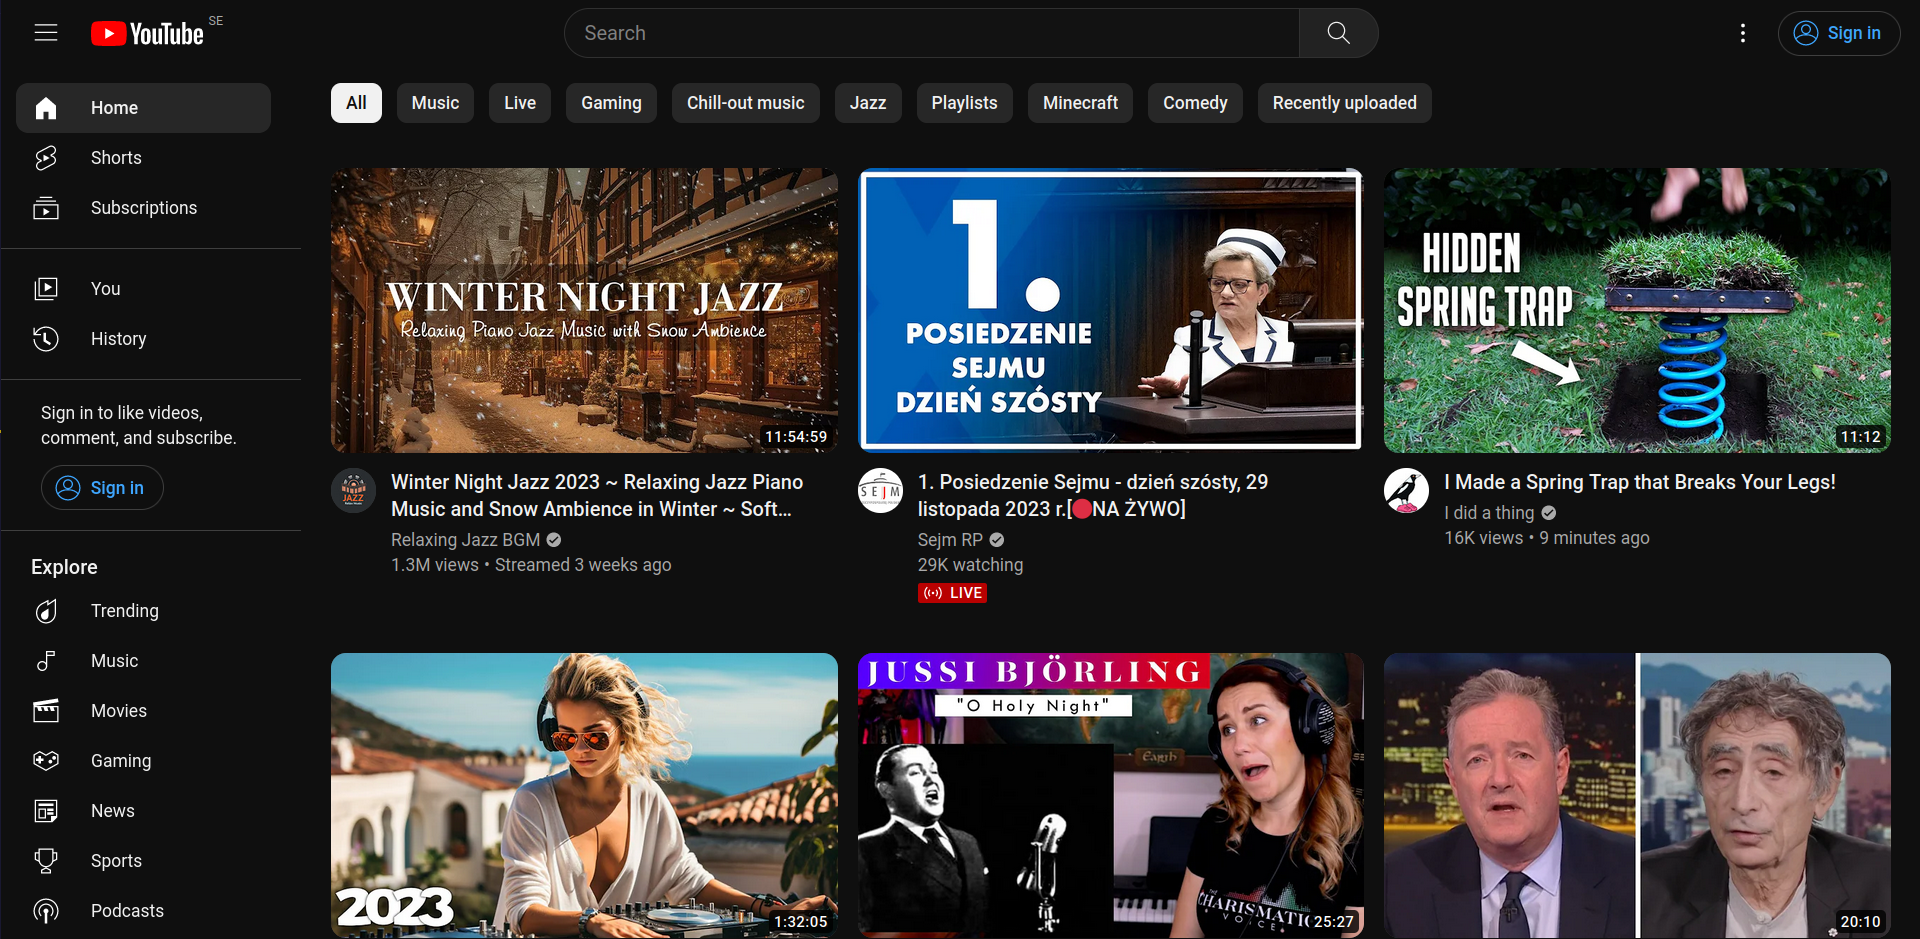 YouTube SE
Search
Sign in
Home
Shorts
Subscriptions
You
History
Sign in to like videos,
comment, and subscribe.
Sign in
Explore
Trending
Music
Movies
Gaming
News
Sports
Podcasts
All
Music
Live
Gaming
Chill-out music
Jazz
Playlists
Minecraft
Comedy
Recently uploaded
WINTER NIGHT JAZZ
Relaxing Piano Jazz Music with Snow Ambience
11:54:59
JAZZ
Winter Night Jazz 2023 ~ Relaxing Jazz Piano
Music and Snow Ambience in Winter ~ Soft...
Relaxing Jazz BGM
1.3M views • Streamed 3 weeks ago
1.
POSIEDZENIE
SEJMU
DZIEŃ SZÓSTY
SEJM
1. Posiedzenie Sejmu - dzień szósty, 29
listopada 2023 r.[🔴NA ŻYWO]
Sejm RP
29K watching
LIVE
HIDDEN
SPRING TRAP
11:12
I Made a Spring Trap that Breaks Your Legs!
I did a thing
16K views • 9 minutes ago
2023
1:32:05
JUSSI BJÖRLING
"O Holy Night"
Earth
THE
CHARISMATIC
VOICE
25:27
20:10